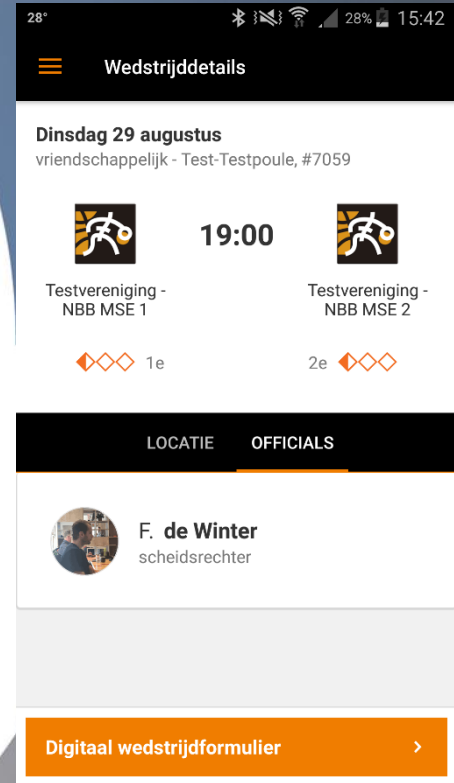 28° 28% 15:42
Wedstrijddetails
Dinsdag 29 augustus
vriendschappelijk - Test-Testpoule, #7059
19:00
Testvereniging -
NBB MSE 1
Testvereniging -
NBB MSE 2
1e
2e
LOCATIE OFFICIALS
F. de Winter
scheidsrechter
Digitaal wedstrijdformulier